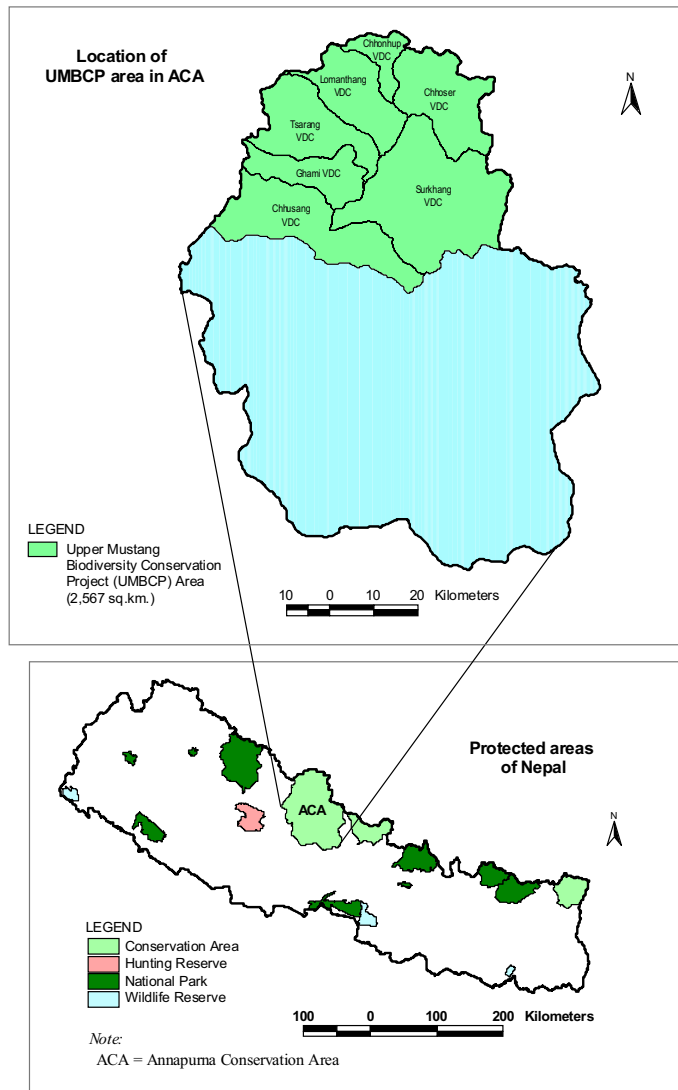 Location of
UMBCP area in ACA
N
Chhonhup
VDC
Lomanthang
VDC
Chhoser
VDC
Tsarang
VDC
Ghami VDC
Surkhang
VDC
Chhusang
VDC
LEGEND
Upper Mustang
Biodiversity Conservation
Project (UMBCP) Area
(2,567 sq.km.)
10 0 10 20 Kilometers
Protected areas
of Nepal
ACA
N
LEGEND
Conservation Area
Hunting Reserve
National Park
Wildlife Reserve
100 0 100 200 Kilometers
Note:
ACA = Annapurna Conservation Area